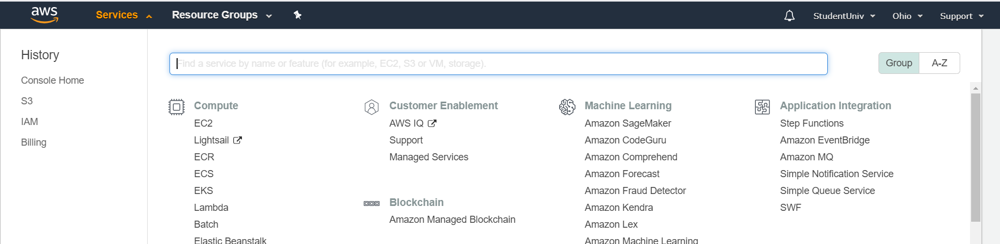 aws Services Resource Groups StudentUniv Ohio Support
History
Console Home
S3
IAM
Billing
Find a service by name or feature (for example, EC2, S3 or VM, storage).
Group A-Z
Compute
EC2
Lightsail
ECR
ECS
EKS
Lambda
Batch
Elastic Beanstalk
Customer Enablement
AWS IQ
Support
Managed Services
Blockchain
Amazon Managed Blockchain
Machine Learning
Amazon SageMaker
Amazon CodeGuru
Amazon Comprehend
Amazon Forecast
Amazon Fraud Detector
Amazon Kendra
Amazon Lex
Amazon Machine Learning
Application Integration
Step Functions
Amazon EventBridge
Amazon MQ
Simple Notification Service
Simple Queue Service
SWF